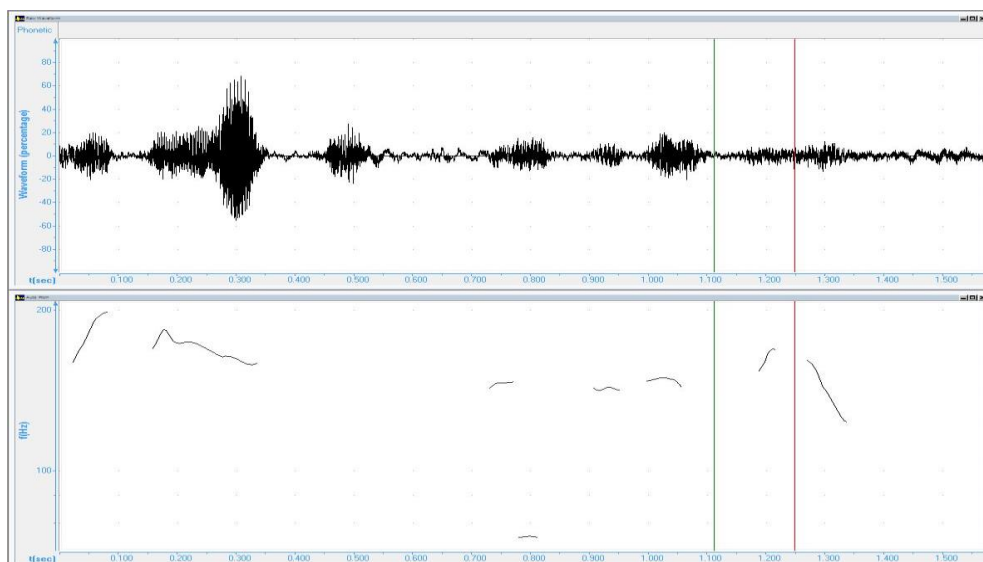 Raw Waveform
Phonetic
80
60
40
20
0
-20
-40
-60
-80
Waveform (percentage)
t(sec) 0.100 0.200 0.300 0.400 0.500 0.600 0.700 0.800 0.900 1.000 1.100 1.200 1.300 1.400 1.500
Auto Pitch
200
100
f(Hz)
t(sec) 0.100 0.200 0.300 0.400 0.500 0.600 0.700 0.800 0.900 1.000 1.100 1.200 1.300 1.400 1.500